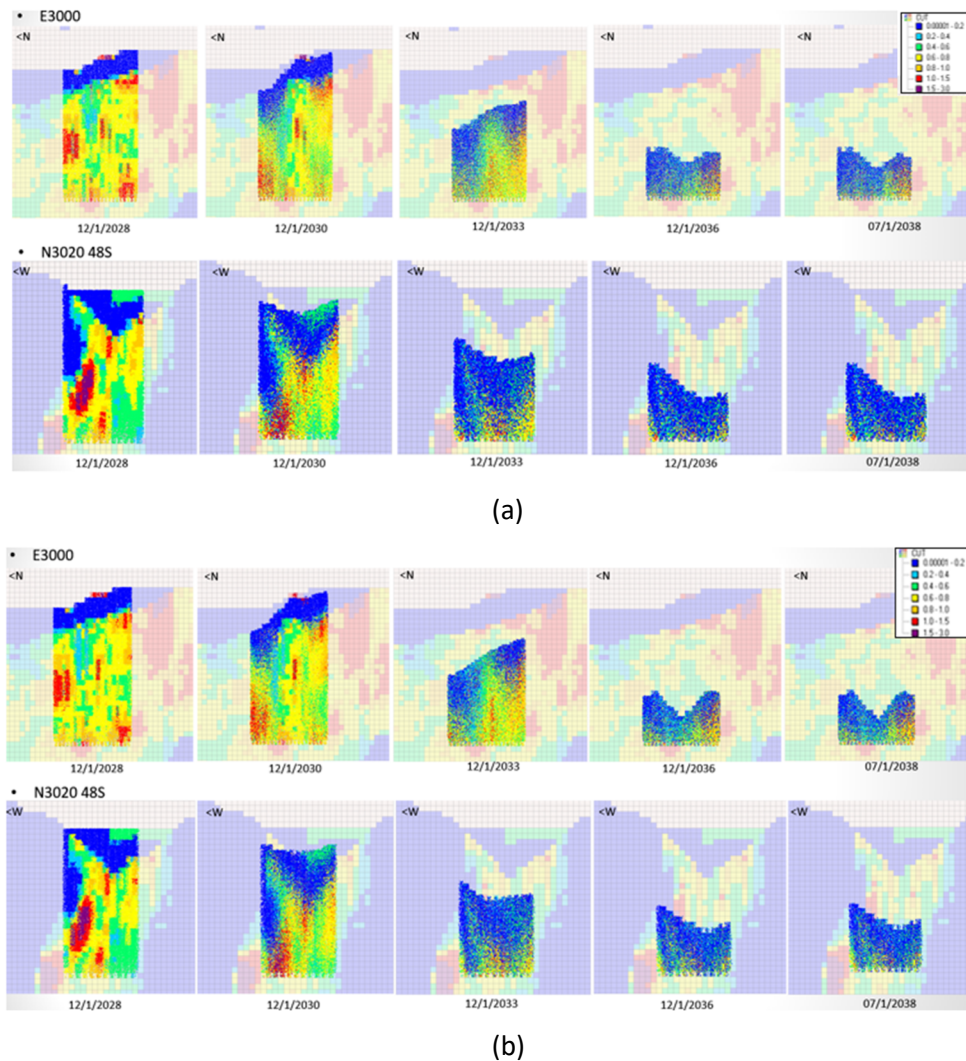 • E3000
<N
<N
<N
<N
<N
CUT
0.00001 - 0.2
0.2 - 0.4
0.4 - 0.6
0.6 - 0.8
0.8 - 1.0
1.0 - 1.5
1.5 - 3.0
12/1/2028
12/1/2030
12/1/2033
12/1/2036
07/1/2038
• N3020 48S
<W
<W
<W
<W
<W
12/1/2028
12/1/2030
12/1/2033
12/1/2036
07/1/2038
(a)
• E3000
<N
<N
<N
<N
<N
CUT
0.00001 - 0.2
0.2 - 0.4
0.4 - 0.6
0.6 - 0.8
0.8 - 1.0
1.0 - 1.5
1.5 - 3.0
12/1/2028
12/1/2030
12/1/2033
12/1/2036
07/1/2038
• N3020 48S
<W
<W
<W
<W
<W
12/1/2028
12/1/2030
12/1/2033
12/1/2036
07/1/2038
(b)